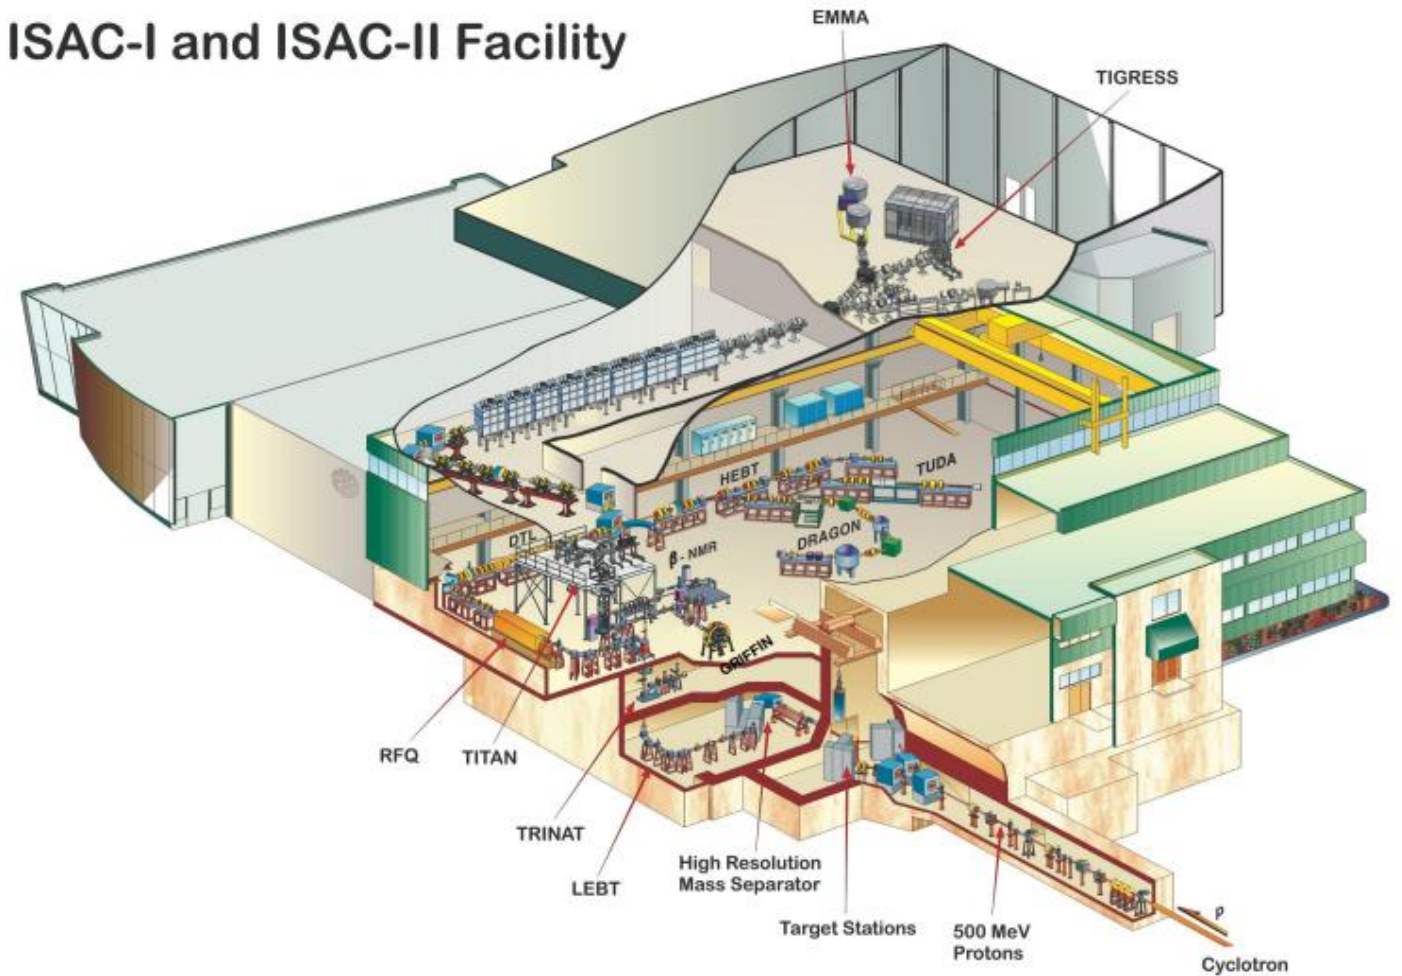 ISAC-I and ISAC-II Facility
EMMA
TIGRESS
HEBT
TUDA
DTL
β-NMR
DRAGON
GRIFFIN
RFQ
TITAN
TRINAT
LEBT
High Resolution
Mass Separator
Target Stations
500 MeV
Protons
P
Cyclotron